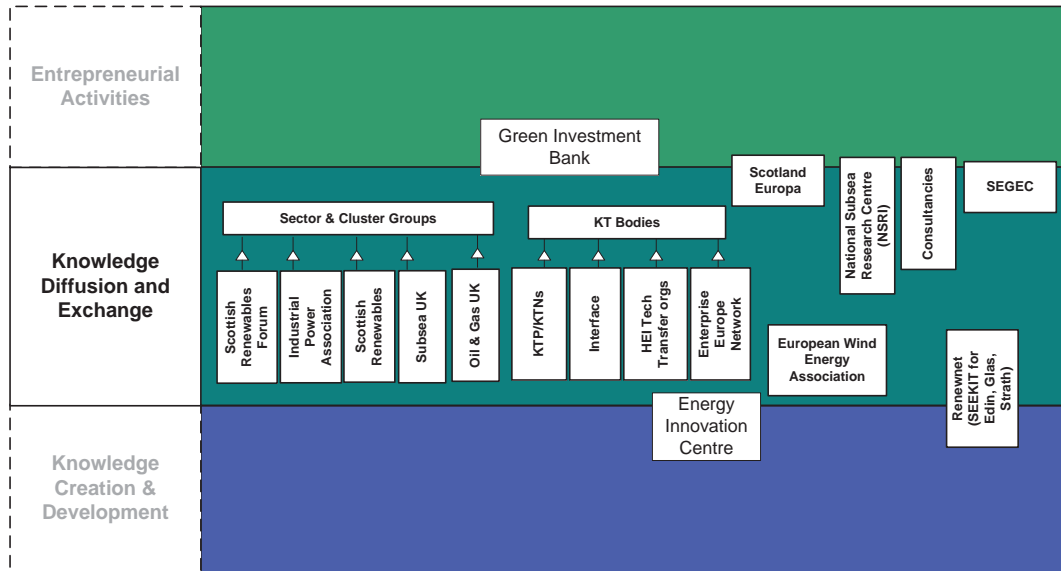 Entrepreneurial
Activities
Green Investment
Bank
Scotland
Europa
National Subsea
Research Centre
(NSRI)
Consultancies
SEGEC
Sector & Cluster Groups
KT Bodies
Knowledge
Diffusion and
Exchange
Scottish
Renewables
Forum
Industrial
Power
Association
Scottish
Renewables
Subsea UK
Oil & Gas UK
KTP/KTNs
Interface
HEI Tech
Transfer orgs
Enterprise
Europe
Network
European Wind
Energy
Association
Renewnet
(SEEKIT for
Edin, Glas,
Strath)
Energy
Innovation
Centre
Knowledge
Creation &
Development